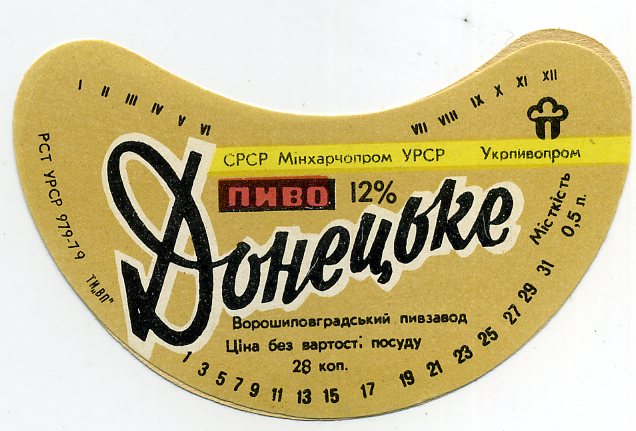 I II III IV V VI
VII VIII IX X XI XII
СРСР Мінхарчопром УРСР Укрпивопром
ПИВО 12%
Донецьке
Ворошиповградський пивзавод
Ціна без вартості посуду
28 коп.
Місткість
0,5 л.
РСТ УРСР 979-79 ТИ„ВП"
1 3 5 7 9 11 13 15 17 19 21 23 25 27 29 31